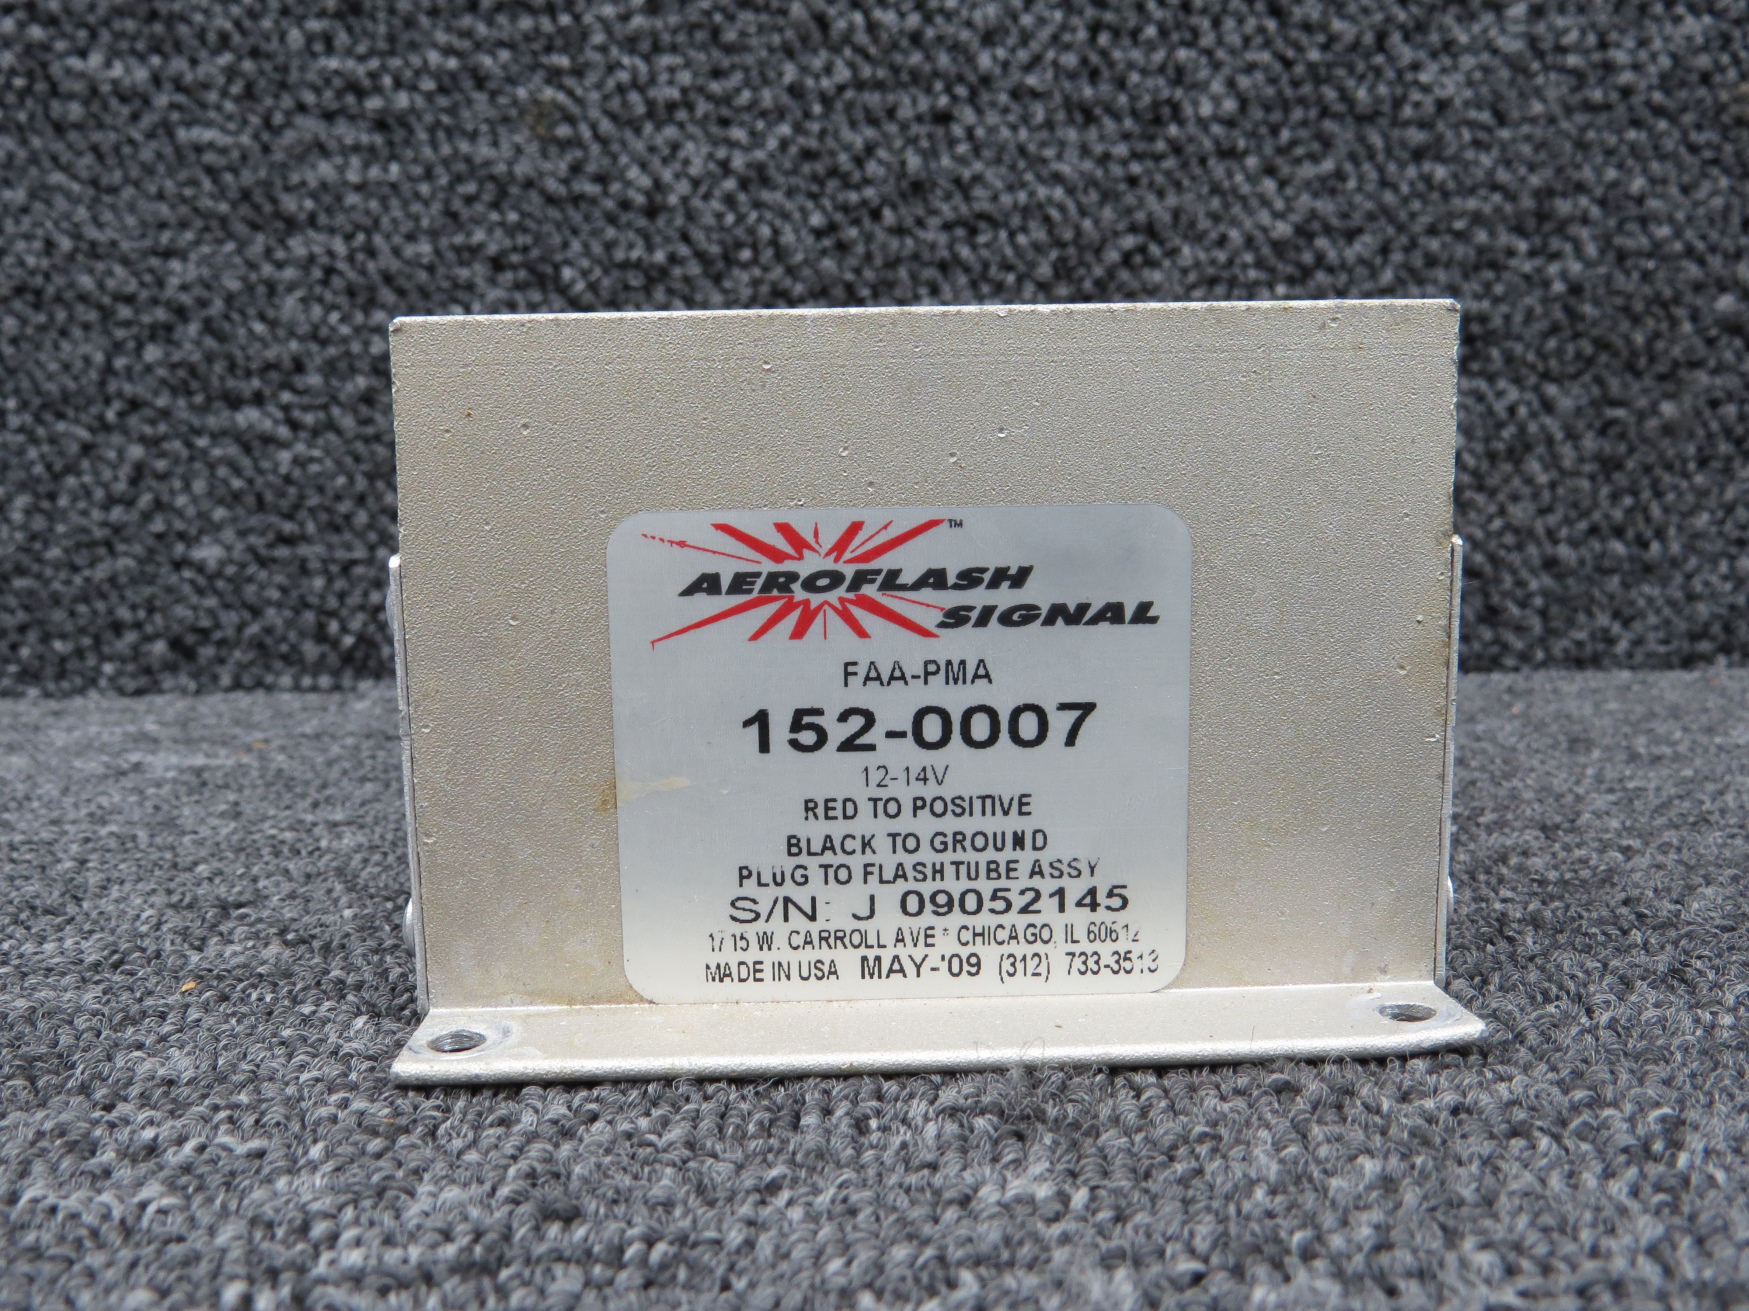 AEROFLASH™
SIGNAL
FAA-PMA
152-0007
12-14V
RED TO POSITIVE
BLACK TO GROUND
PLUG TO FLASHTUBE ASSY
S/N: J 09052145
1715 W. CARROLL AVE * CHICAGO, IL 60612
MADE IN USA MAY-'09 (312) 733-3513